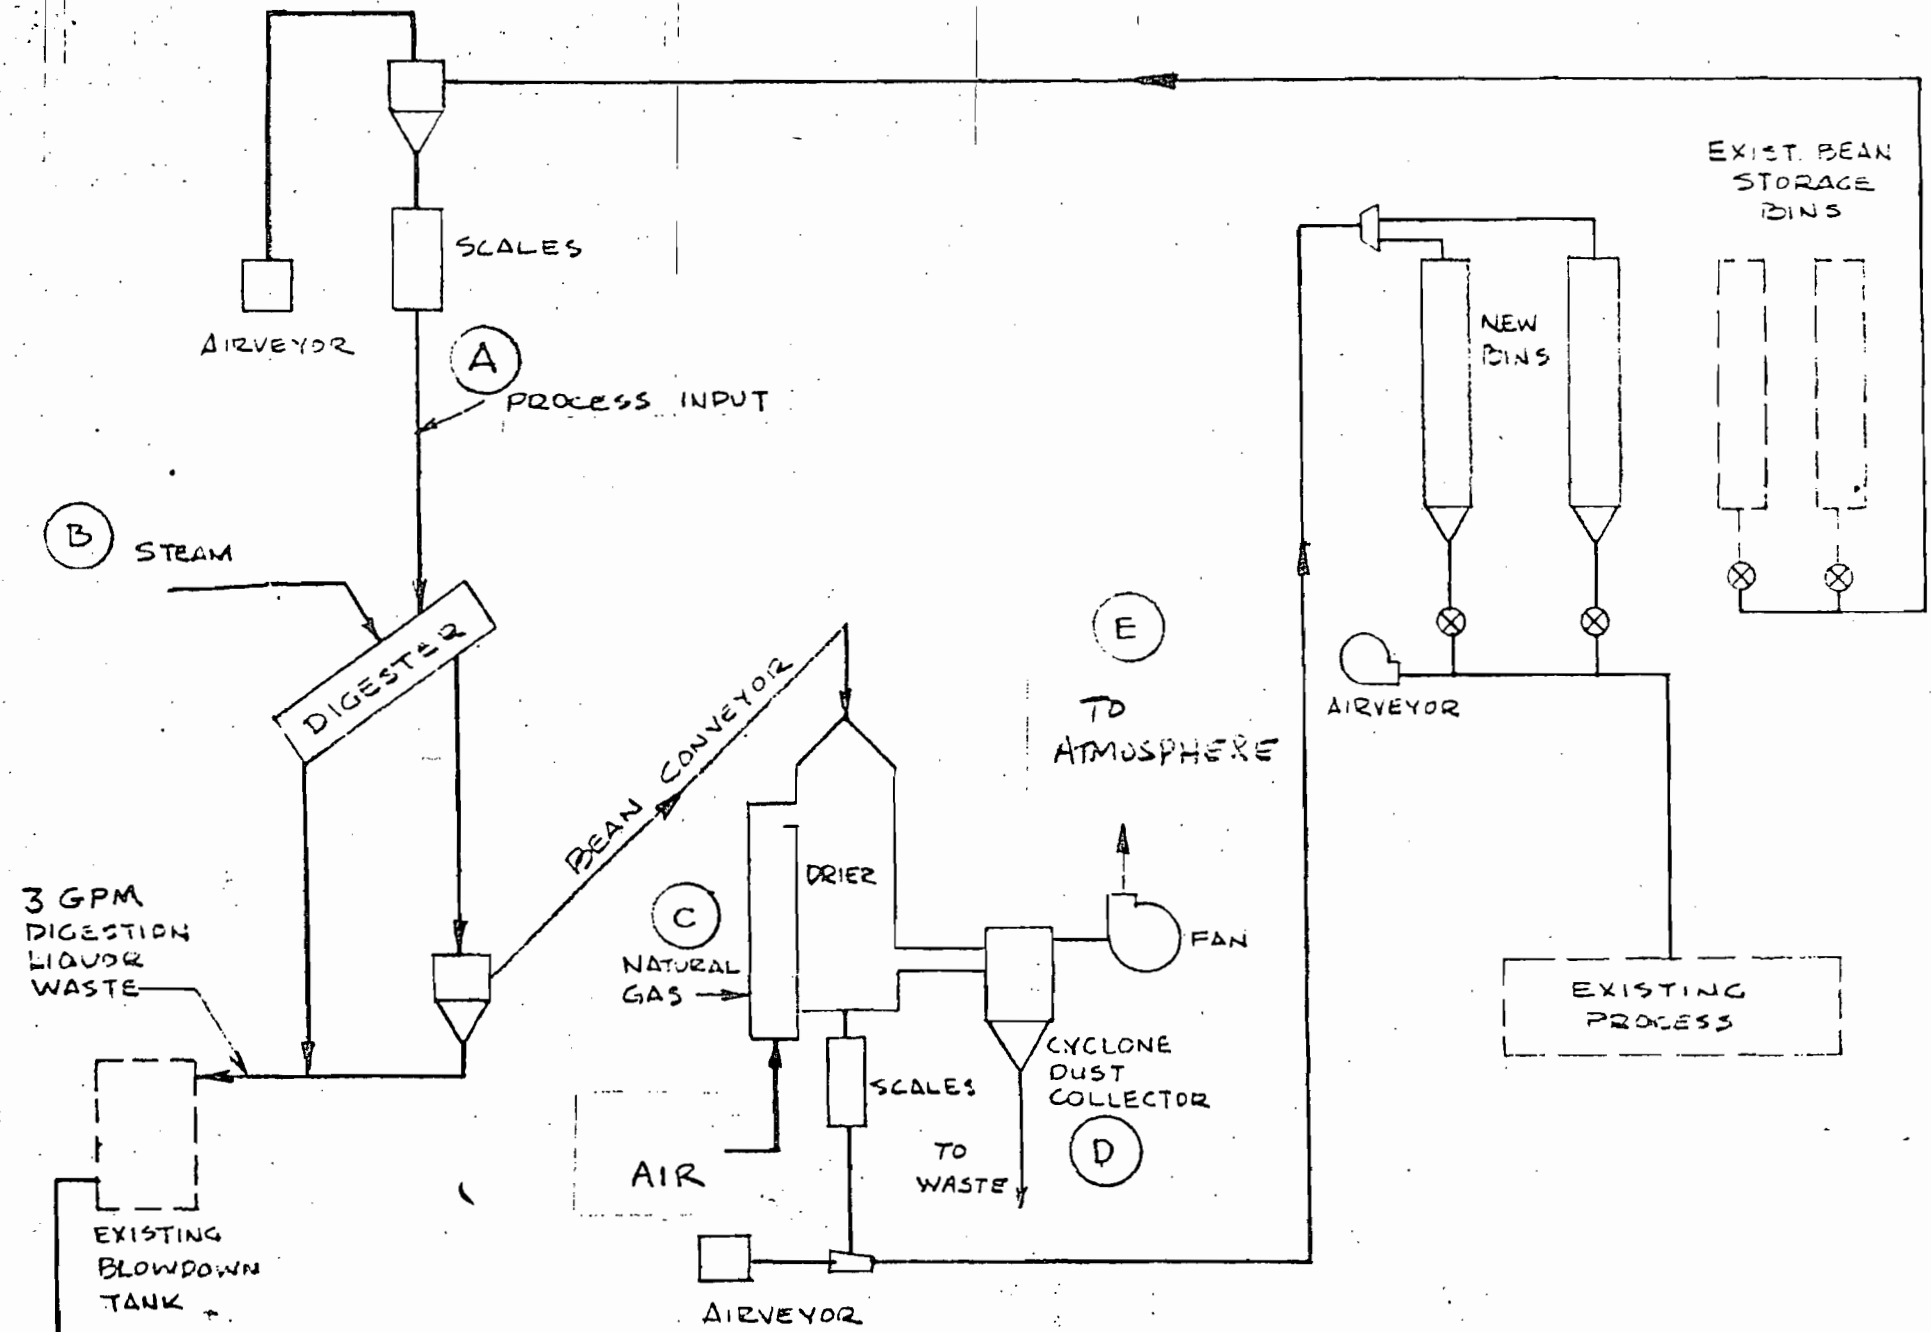 EXIST. BEAN
STORAGE
BINS
SCALES
AIRVEYOR
A
PROCESS INPUT
NEW
BINS
B
STEAM
DIGESTER
BEAN CONVEYOR
E
TO
ATMOSPHERE
AIRVEYOR
3 GPM
DIGESTION
LIQUOR
WASTE
C
NATURAL
GAS
DRIER
FAN
EXISTING
PROCESS
CYCLONE
DUST
COLLECTOR
D
SCALES
AIR
TO
WASTE
EXISTING
BLOWDOWN
TANK
AIRVEYOR